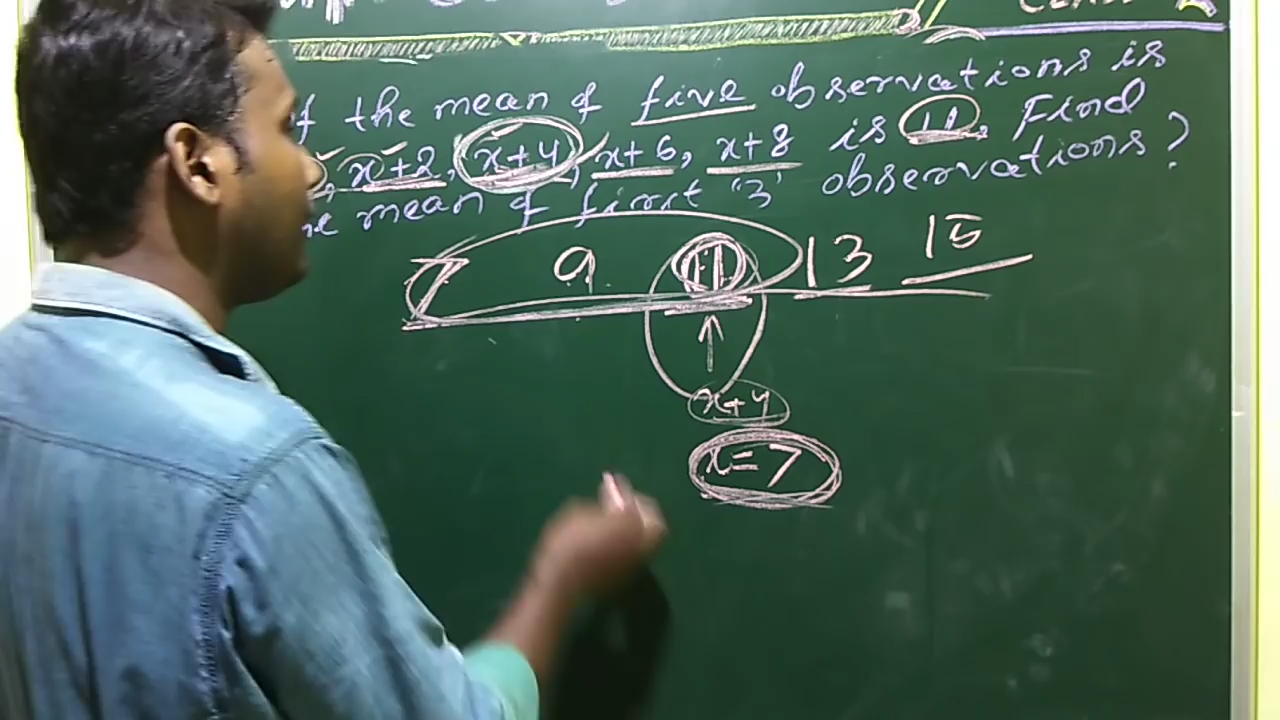 f the mean of five observations is
x+2, x+4, x+6, x+8 is 11. Find
he mean of first '3' observations?
7 9 11 13 15
x+4
x=7